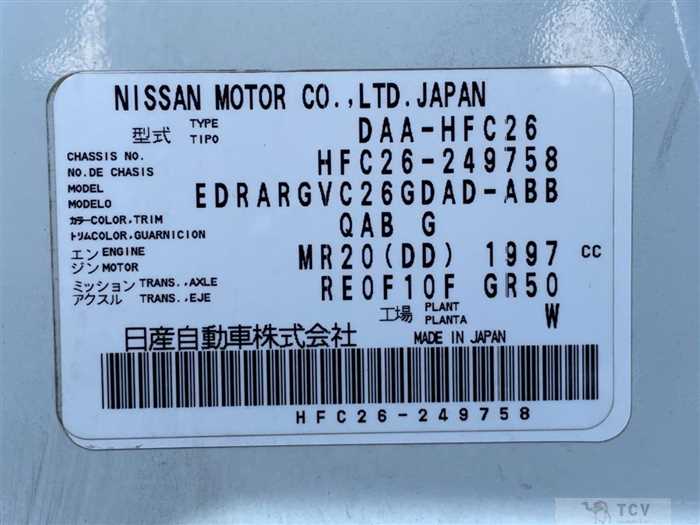 NISSAN MOTOR CO.,LTD.JAPAN
型式 TYPE TIPO DAA-HFC26
CHASSIS NO. NO.DE CHASIS HFC26-249758
MODEL MODELO EDRARGVC26GDAD-ABB
カラーCOLOR,TRIM トリムCOLOR,GUARNICION QAB G
エンジン ENGINE MOTOR MR20(DD) 1997 CC
ミッション TRANS.,AXLE アクスル TRANS.,EJE RE0F10F GR50
工場 PLANT PLANTA W
日産自動車株式会社 MADE IN JAPAN
HFC26-249758
TCV